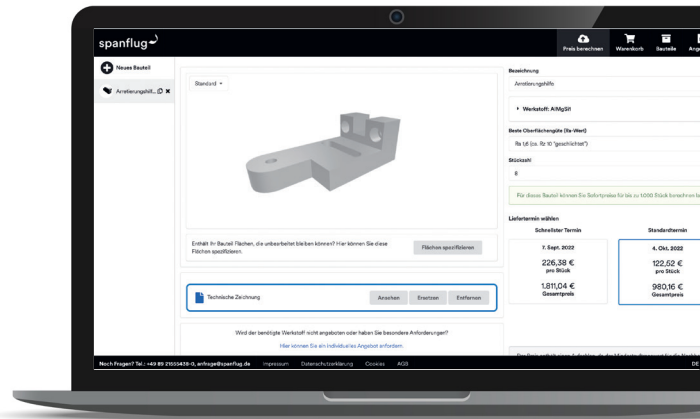 spanflug
Preis berechnen
Warenkorb
Bauteile
Neues Bauteil
Arretierungshilf...
Standard
Bezeichnung
Arretierungshilfe
Werkstoff: AlMgSi1
Beste Oberflächengüte (Ra-Wert)
Ra 1,6 (ca. Rz 10 "geschlichtet")
Stückzahl
8
Für dieses Bauteil können Sie Sofortpreise für bis zu 1.000 Stück berechnen
Liefertermin wählen
Schnellster Termin
Standardtermin
7. Sept. 2022
4. Okt. 2022
226,38 €
pro Stück
122,52 €
pro Stück
1.811,04 €
Gesamtpreis
980,16 €
Gesamtpreis
Enthält Ihr Bauteil Flächen, die unbearbeitet bleiben können? Hier können Sie diese
Flächen spezifizieren.
Flächen spezifizieren
Technische Zeichnung
Ansehen
Ersetzen
Entfernen
Wird der benötigte Werkstoff nicht angeboten oder haben Sie besondere Anforderungen?
Hier können Sie ein individuelles Angebot anfordern.
Noch Fragen? Tel.: +49 89 21555438-0, anfrage@spanflug.de
Impressum
Datenschutzerklärung
Cookies
AGB
DE